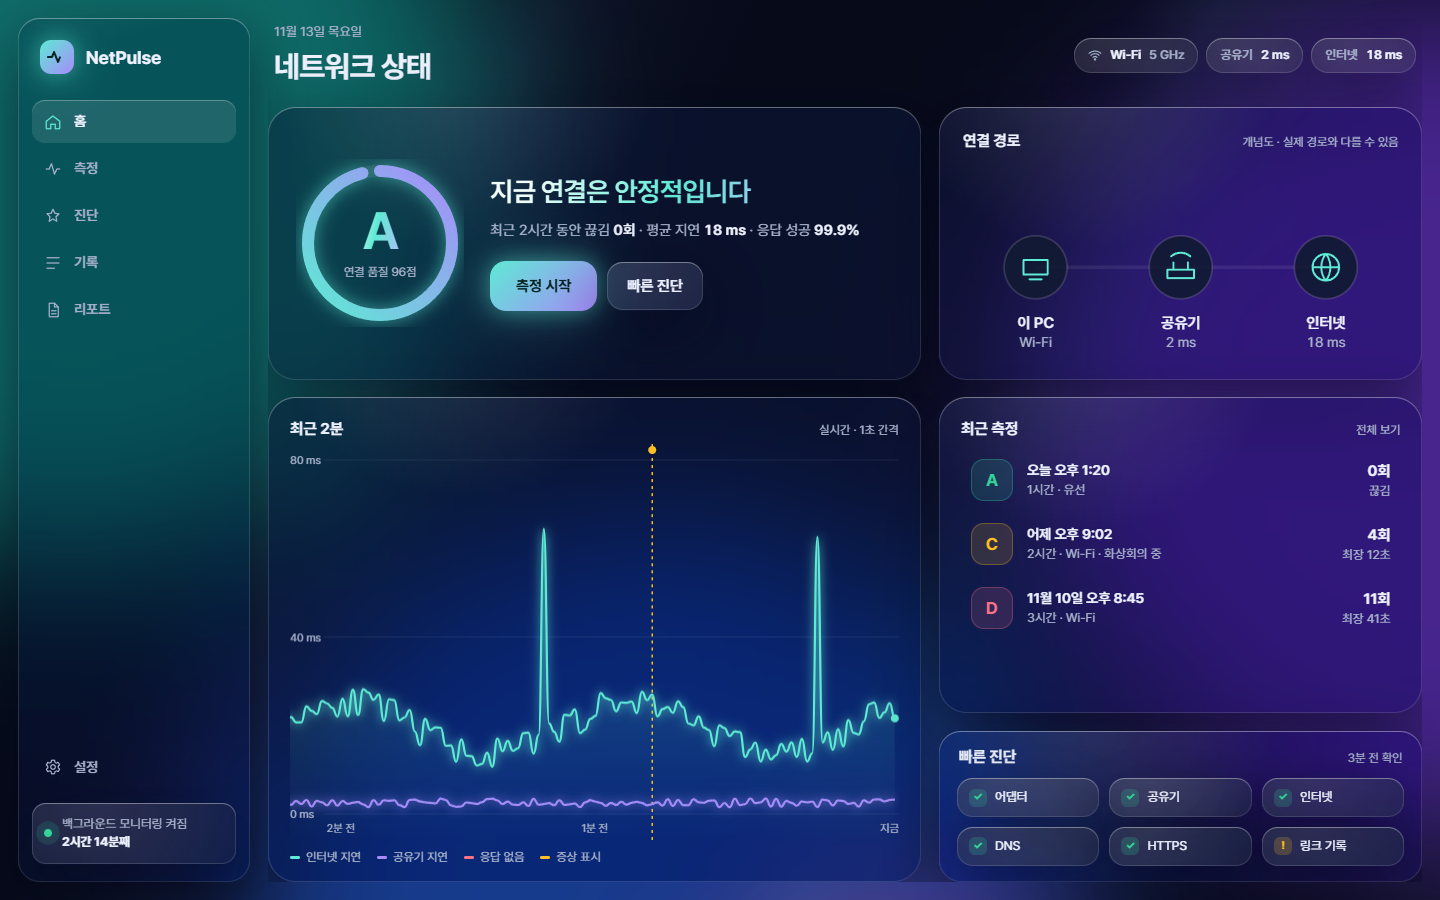 NetPulse
홈
측정
진단
기록
리포트
설정
백그라운드 모니터링 켜짐
2시간 14분째
11월 13일 목요일
네트워크 상태
Wi-Fi 5 GHz
공유기 2 ms
인터넷 18 ms
A
연결 품질 96점
지금 연결은 안정적입니다
최근 2시간 동안 끊김 0회 · 평균 지연 18 ms · 응답 성공 99.9%
측정 시작
빠른 진단
연결 경로
개념도 · 실제 경로와 다를 수 있음
이 PC
Wi-Fi
공유기
2 ms
인터넷
18 ms
최근 2분
실시간 · 1초 간격
80 ms
40 ms
0 ms
2분 전
1분 전
지금
인터넷 지연
공유기 지연
응답 없음
증상 표시
최근 측정
전체 보기
A
오늘 오후 1:20
1시간 · 유선
0회
끊김
C
어제 오후 9:02
2시간 · Wi-Fi · 화상회의 중
4회
최장 12초
D
11월 10일 오후 8:45
3시간 · Wi-Fi
11회
최장 41초
빠른 진단
3분 전 확인
어댑터
공유기
인터넷
DNS
HTTPS
! 링크 기록